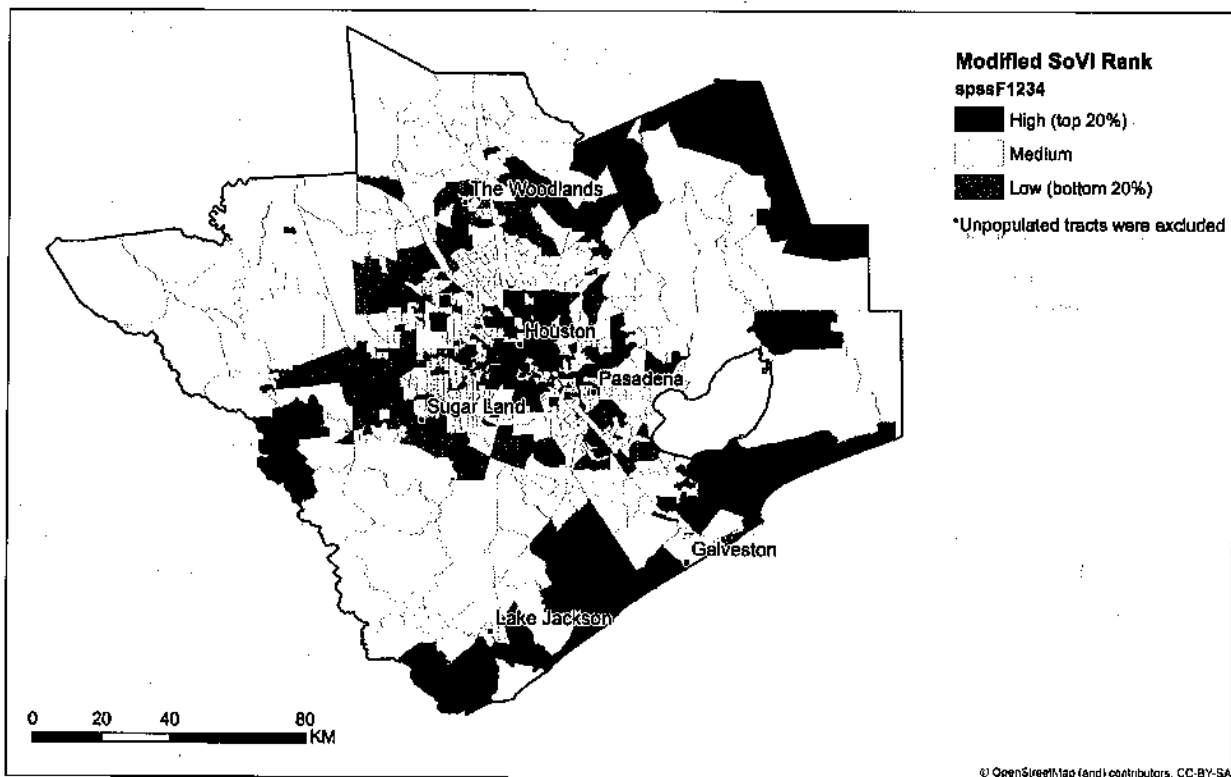 Modified SoVI Rank
spssF1234
High (top 20%)
Medium
Low (bottom 20%)
*Unpopulated tracts were excluded
The Woodlands
Houston
Pasadena
Sugar Land
Galveston
Lake Jackson
0 20 40 80
KM
© OpenStreetMap (and) contributors, CC-BY-SA